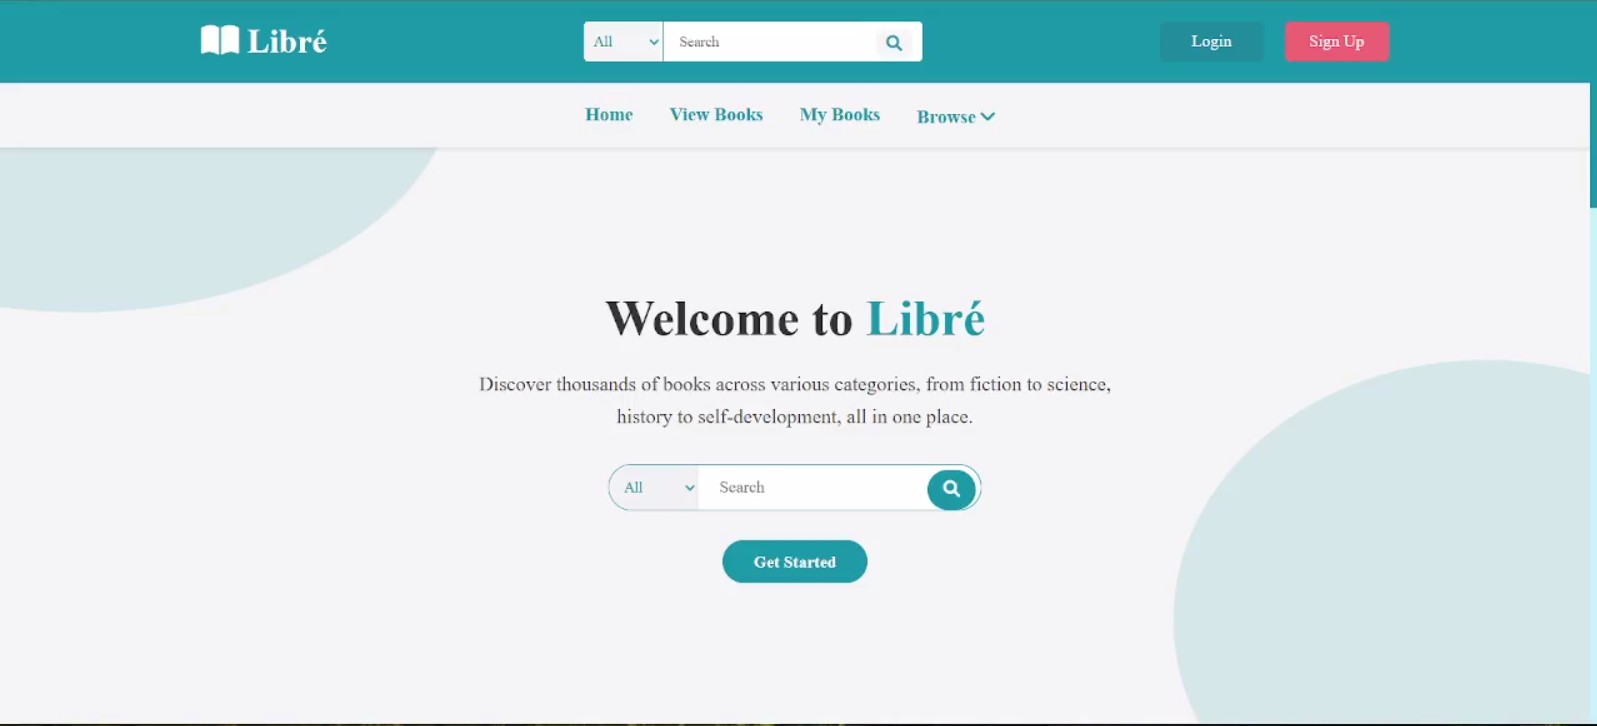 Libré
All
Search
Login
Sign Up
Home
View Books
My Books
Browse
Welcome to Libré
Discover thousands of books across various categories, from fiction to science,
history to self-development, all in one place.
All
Search
Get Started